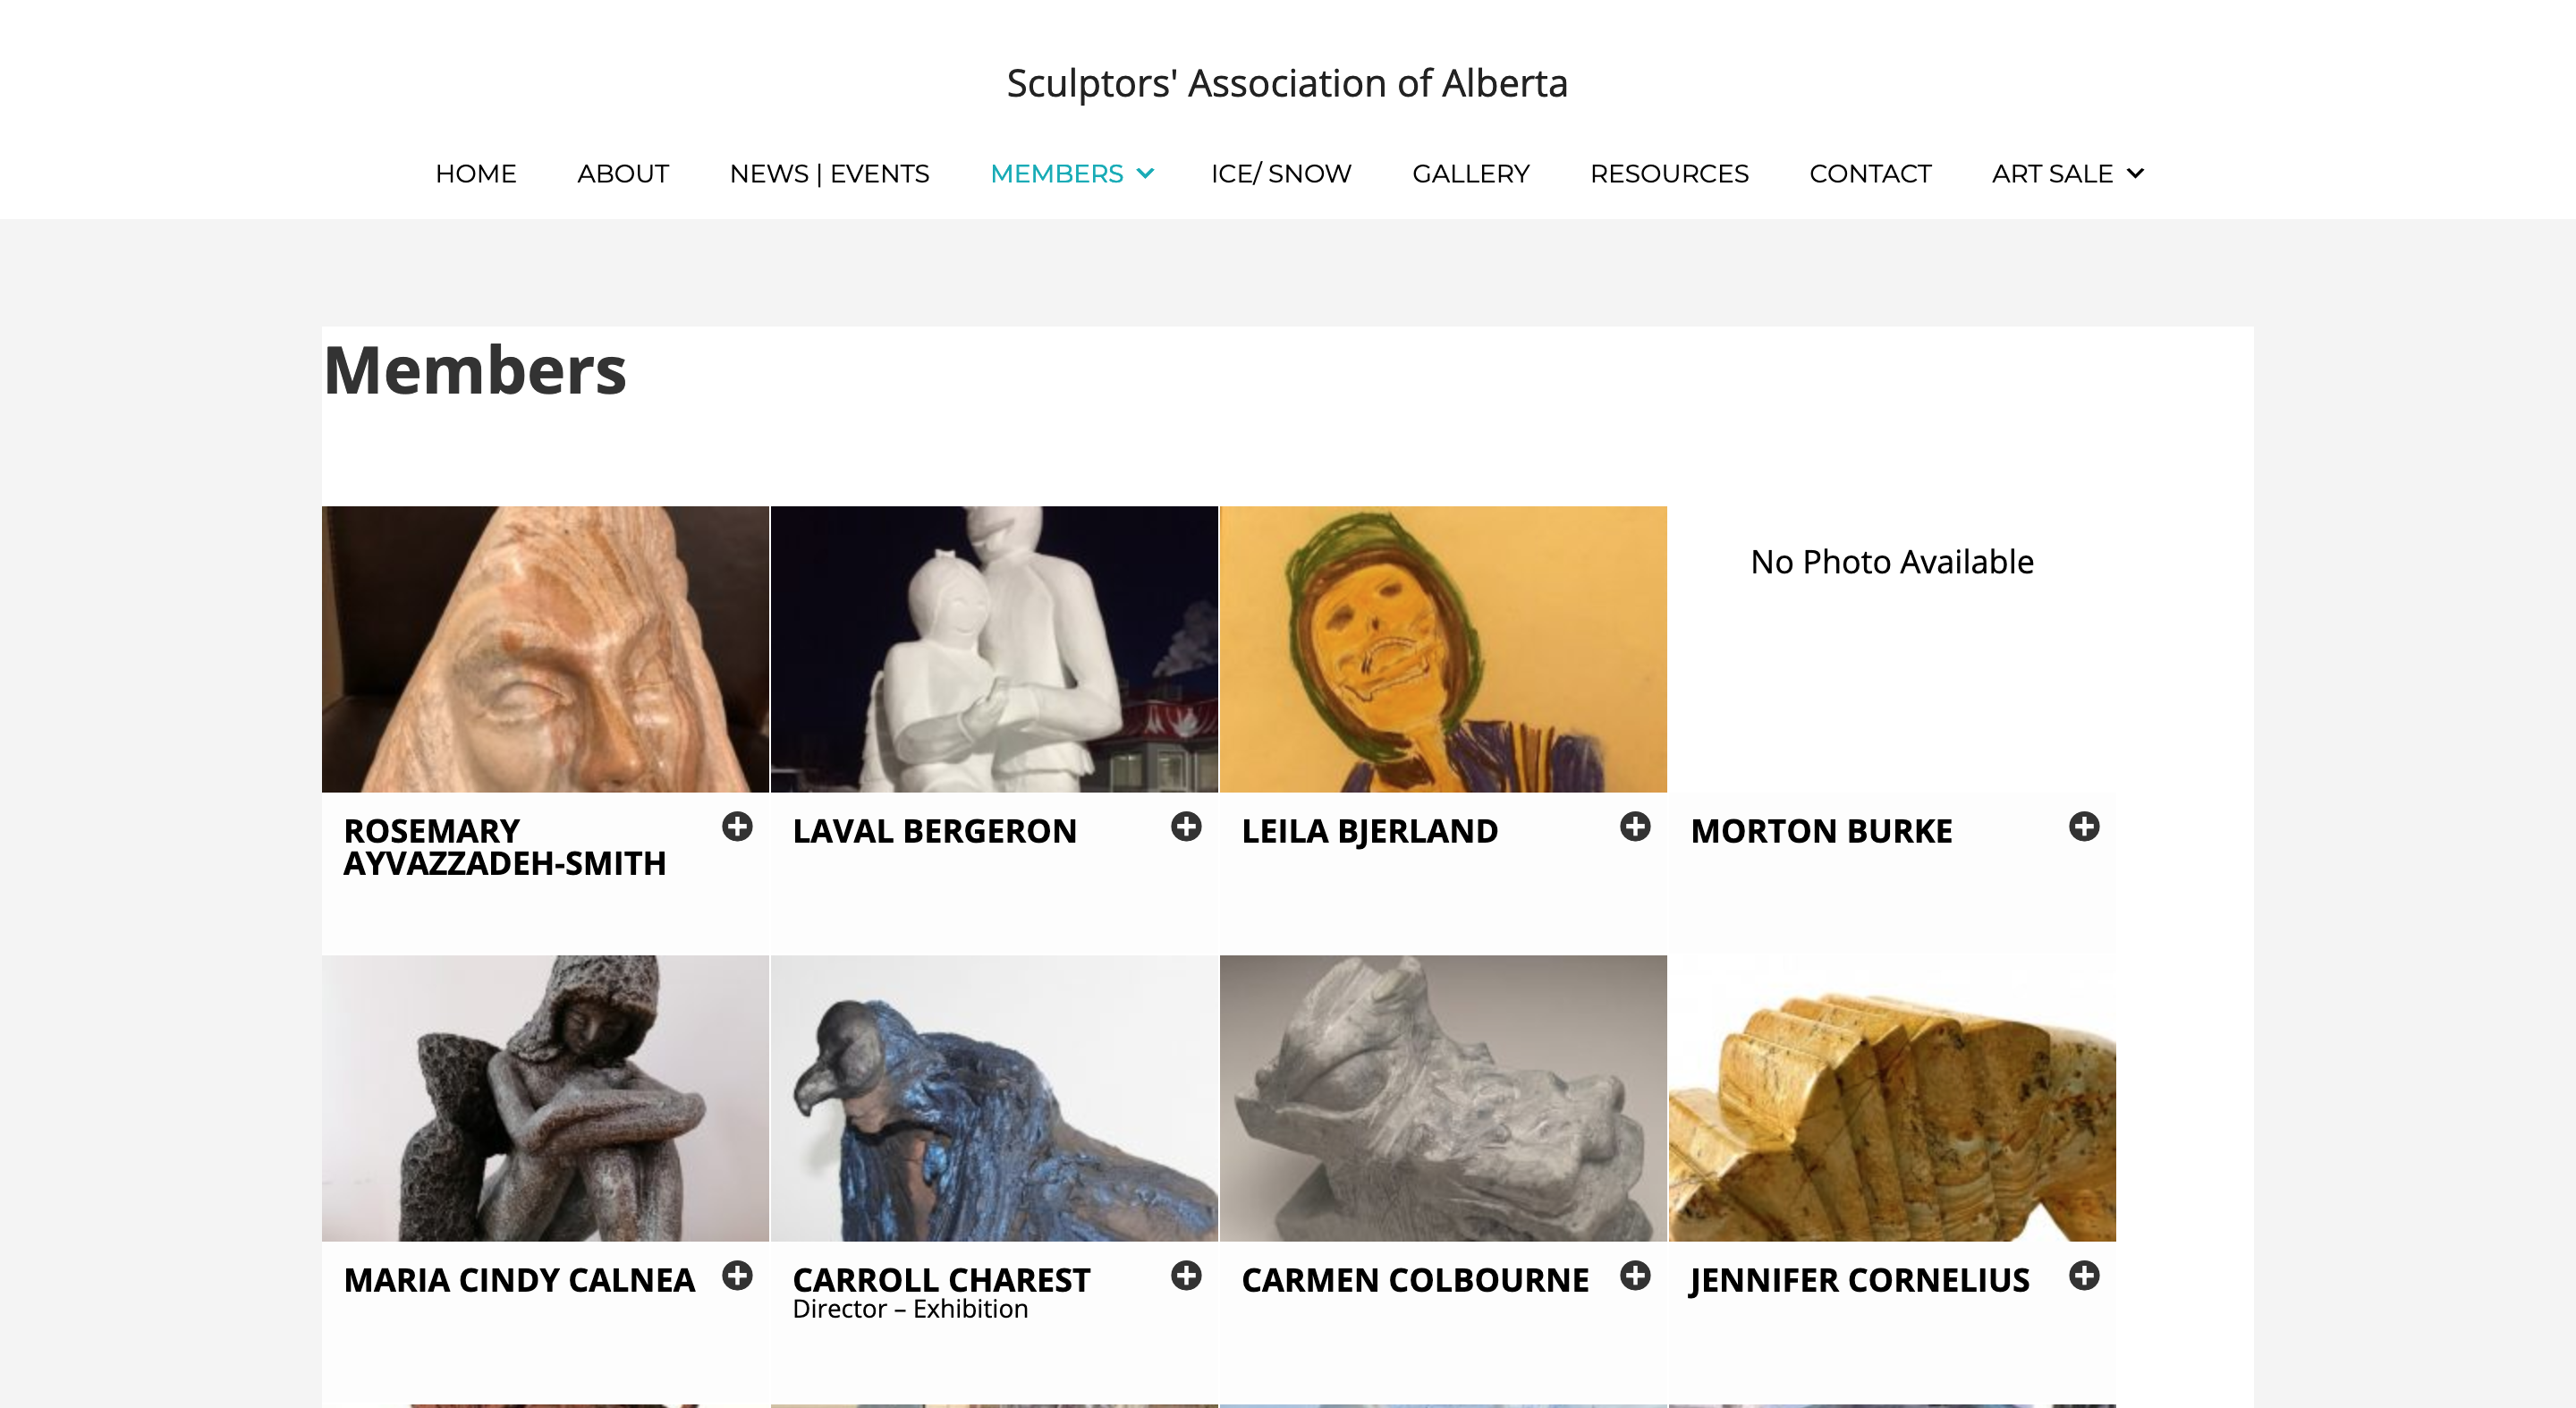 Sculptors' Association of Alberta
HOME ABOUT NEWS | EVENTS MEMBERS ICE/ SNOW GALLERY RESOURCES CONTACT ART SALE
Members
No Photo Available
ROSEMARY
AYVAZZADEH-SMITH
LAVAL BERGERON
LEILA BJERLAND
MORTON BURKE
MARIA CINDY CALNEA
CARROLL CHAREST
Director – Exhibition
CARMEN COLBOURNE
JENNIFER CORNELIUS